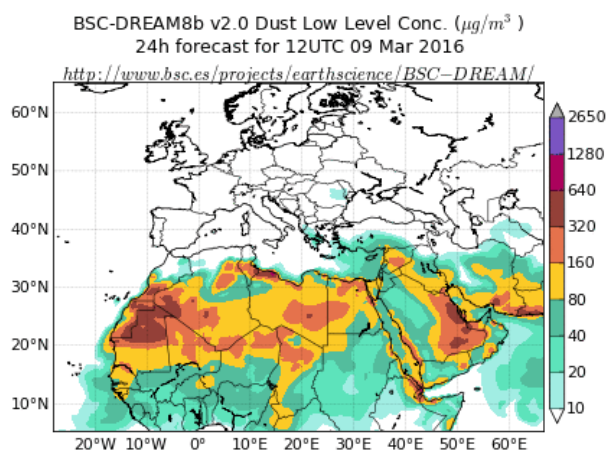 BSC-DREAM8b v2.0 Dust Low Level Conc. (μg/m³ )
24h forecast for 12UTC 09 Mar 2016
http://www.bsc.es/projects/earthscience/BSC−DREAM/
60°N
50°N
40°N
30°N
20°N
10°N
20°W 10°W 0° 10°E 20°E 30°E 40°E 50°E 60°E
2650
1280
640
320
160
80
40
20
10